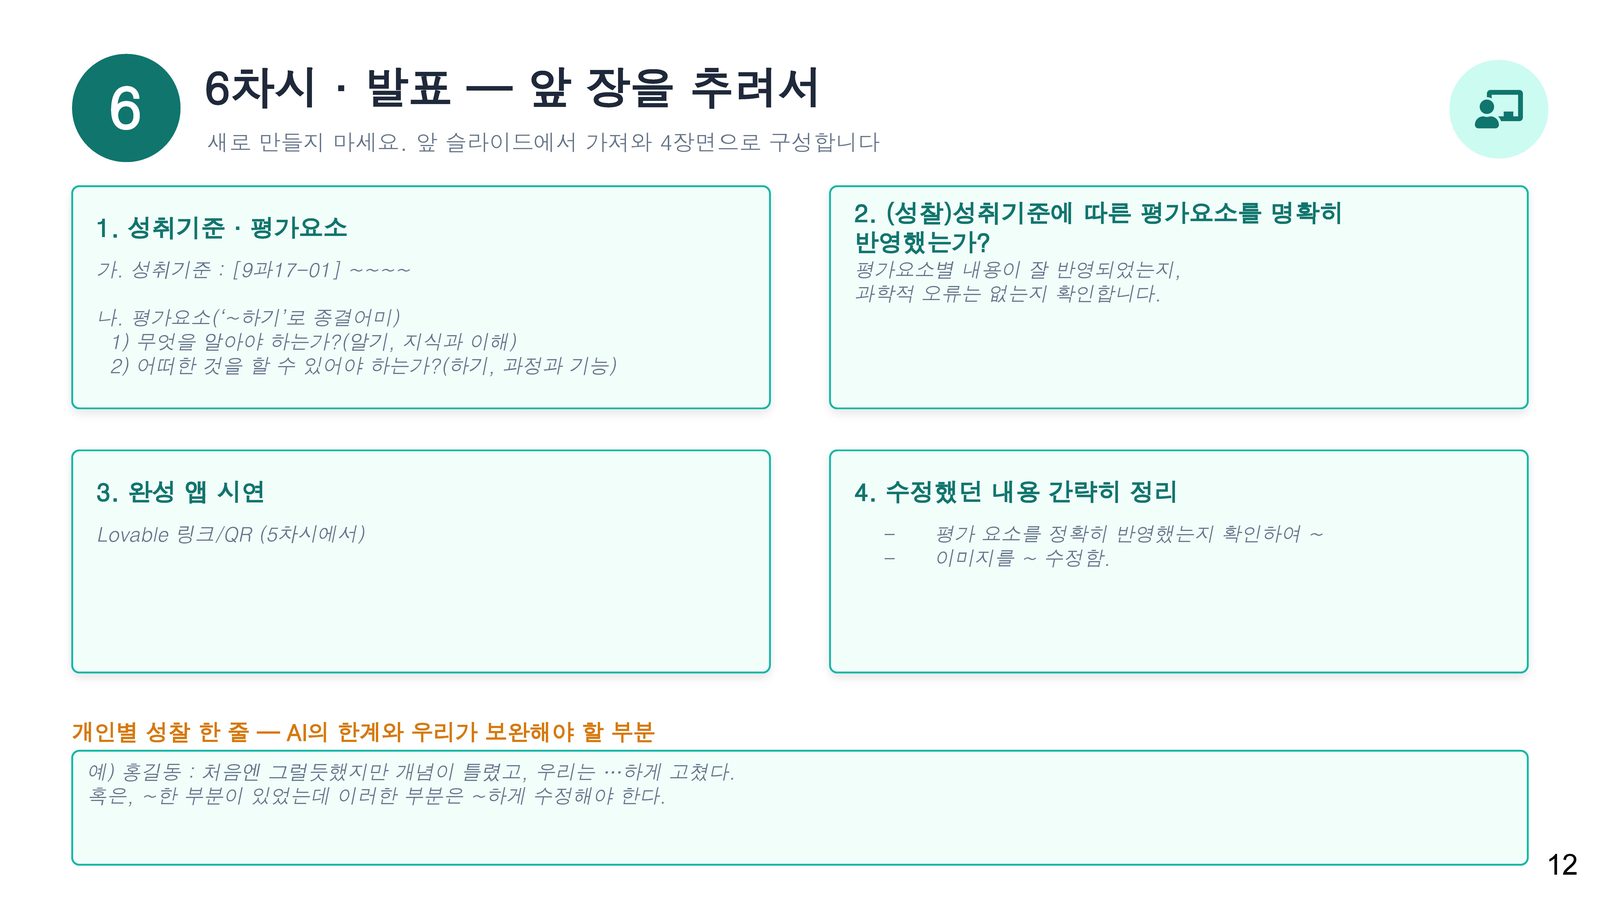 6
6차시 · 발표 — 앞 장을 추려서
새로 만들지 마세요. 앞 슬라이드에서 가져와 4장면으로 구성합니다
1. 성취기준 · 평가요소
가. 성취기준 : [9과17-01] ~~~~
나. 평가요소(‘~하기’로 종결어미)
1) 무엇을 알아야 하는가?(알기, 지식과 이해)
2) 어떠한 것을 할 수 있어야 하는가?(하기, 과정과 기능)
2. (성찰)성취기준에 따른 평가요소를 명확히
반영했는가?
평가요소별 내용이 잘 반영되었는지,
과학적 오류는 없는지 확인합니다.
3. 완성 앱 시연
Lovable 링크/QR (5차시에서)
4. 수정했던 내용 간략히 정리
- 평가 요소를 정확히 반영했는지 확인하여 ~
- 이미지를 ~ 수정함.
개인별 성찰 한 줄 — AI의 한계와 우리가 보완해야 할 부분
예) 홍길동 : 처음엔 그럴듯했지만 개념이 틀렸고, 우리는 …하게 고쳤다.
혹은, ~한 부분이 있었는데 이러한 부분은 ~하게 수정해야 한다.
12